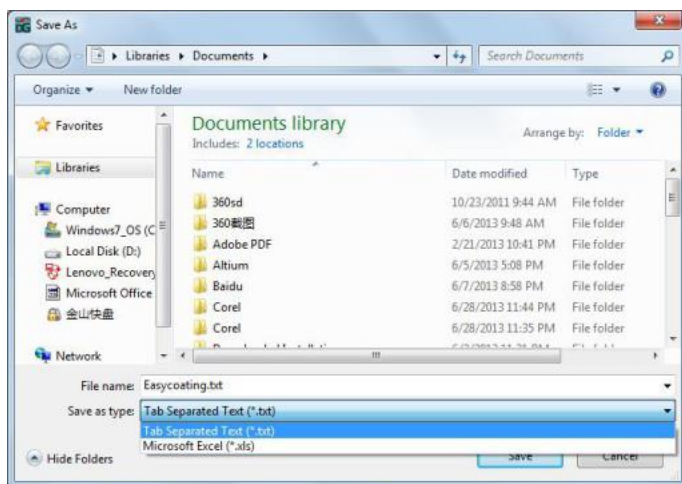 Save As
Libraries ▸ Documents ▸
Search Documents
Organize ▾ New folder
Favorites
Libraries
Computer
Windows7_OS (C
Local Disk (D:)
Lenovo_Recovery
Microsoft Office
金山快盘
Network
Documents library
Includes: 2 locations
Arrange by: Folder ▾
Name Date modified Type
360sd 10/23/2011 9:44 AM File folder
360截图 6/6/2013 9:48 AM File folder
Adobe PDF 2/21/2013 10:41 PM File folder
Altium 6/5/2013 5:08 PM File folder
Baidu 6/7/2013 8:58 PM File folder
Corel 6/28/2013 11:44 PM File folder
Corel 6/28/2013 11:35 PM File folder
File name: Easycoating.txt
Save as type: Tab Separated Text (*.txt)
Tab Separated Text (*.txt)
Microsoft Excel (*.xls)
Hide Folders
Save Cancel